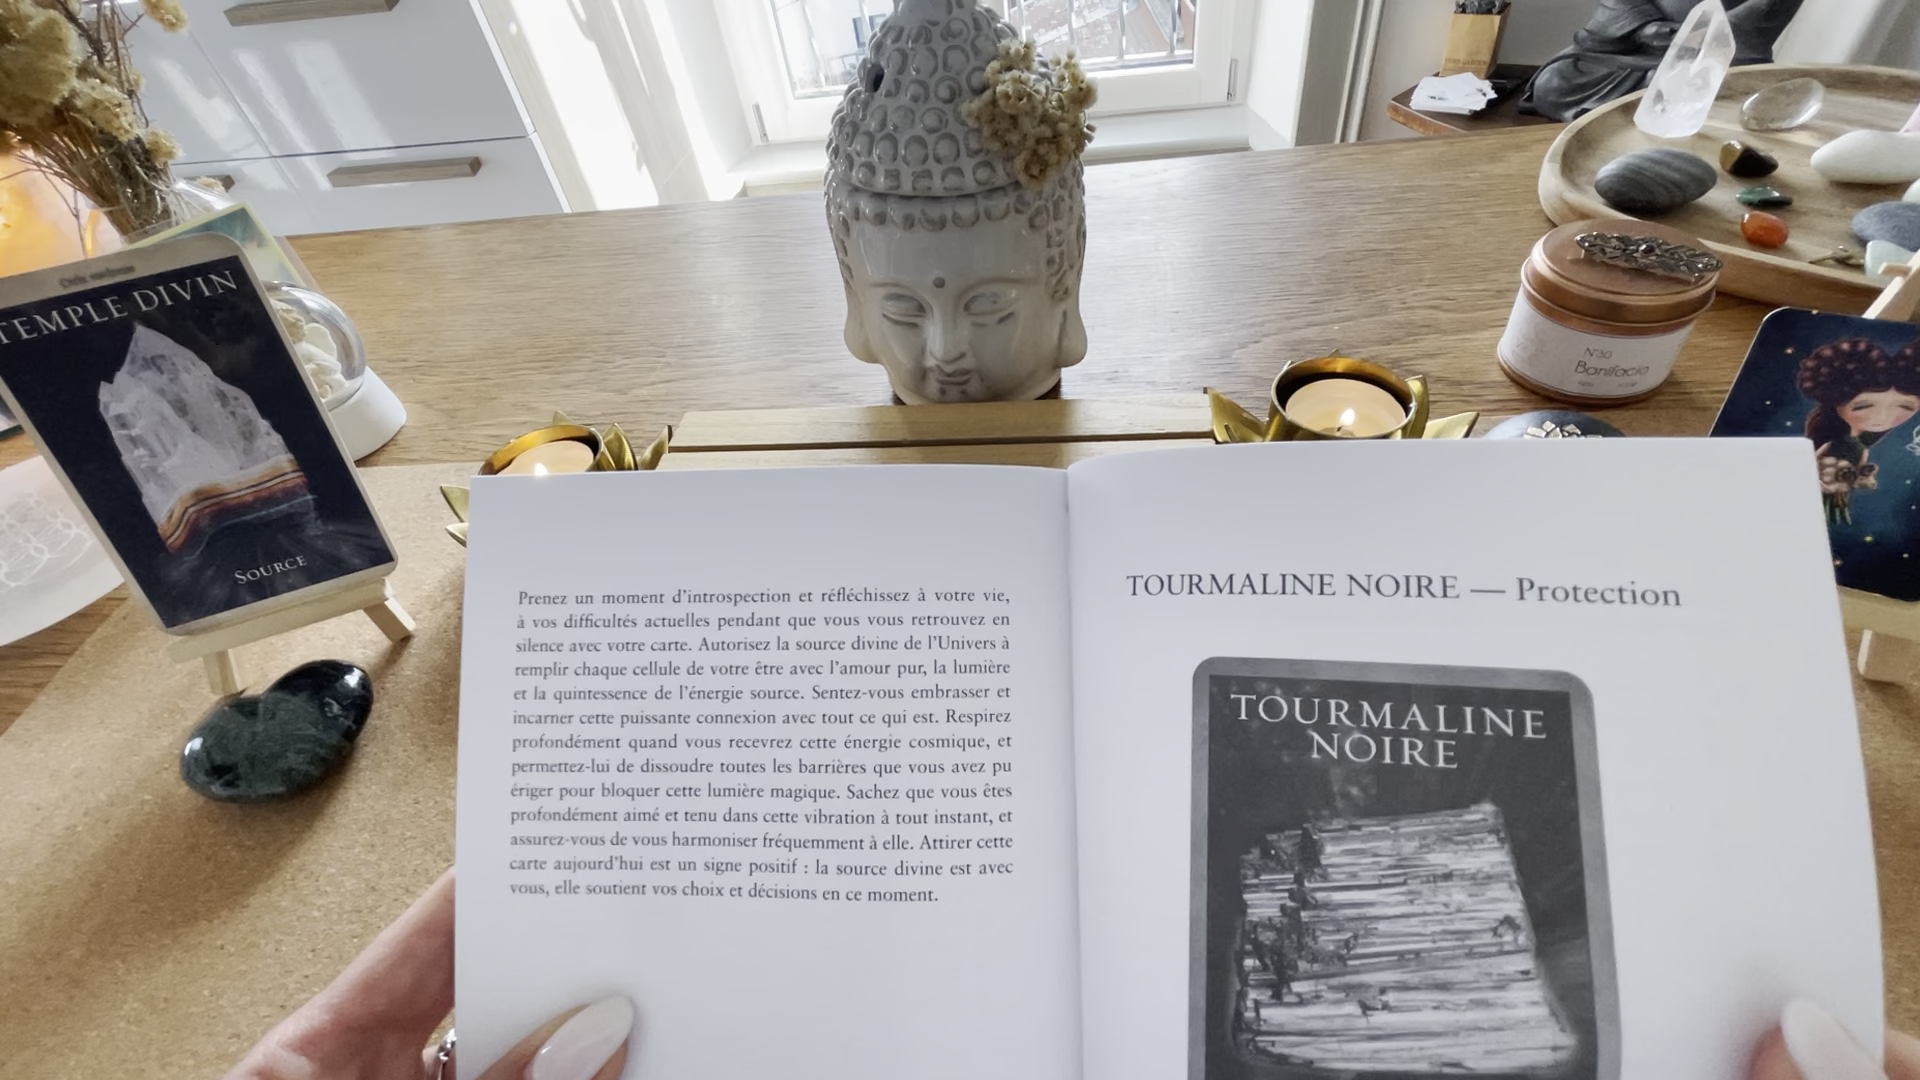 TEMPLE DIVIN
SOURCE
N°30
Bonifacio
Prenez un moment d'introspection et réfléchissez à votre vie,
à vos difficultés actuelles pendant que vous vous retrouvez en
silence avec votre carte. Autorisez la source divine de l'Univers à
remplir chaque cellule de votre être avec l'amour pur, la lumière
et la quintessence de l'énergie source. Sentez-vous embrasser et
incarner cette puissante connexion avec tout ce qui est. Respirez
profondément quand vous recevrez cette énergie cosmique, et
permettez-lui de dissoudre toutes les barrières que vous avez pu
ériger pour bloquer cette lumière magique. Sachez que vous êtes
profondément aimé et tenu dans cette vibration à tout instant, et
assurez-vous de vous harmoniser fréquemment à elle. Attirer cette
carte aujourd'hui est un signe positif : la source divine est avec
vous, elle soutient vos choix et décisions en ce moment.
TOURMALINE NOIRE — Protection
TOURMALINE
NOIRE